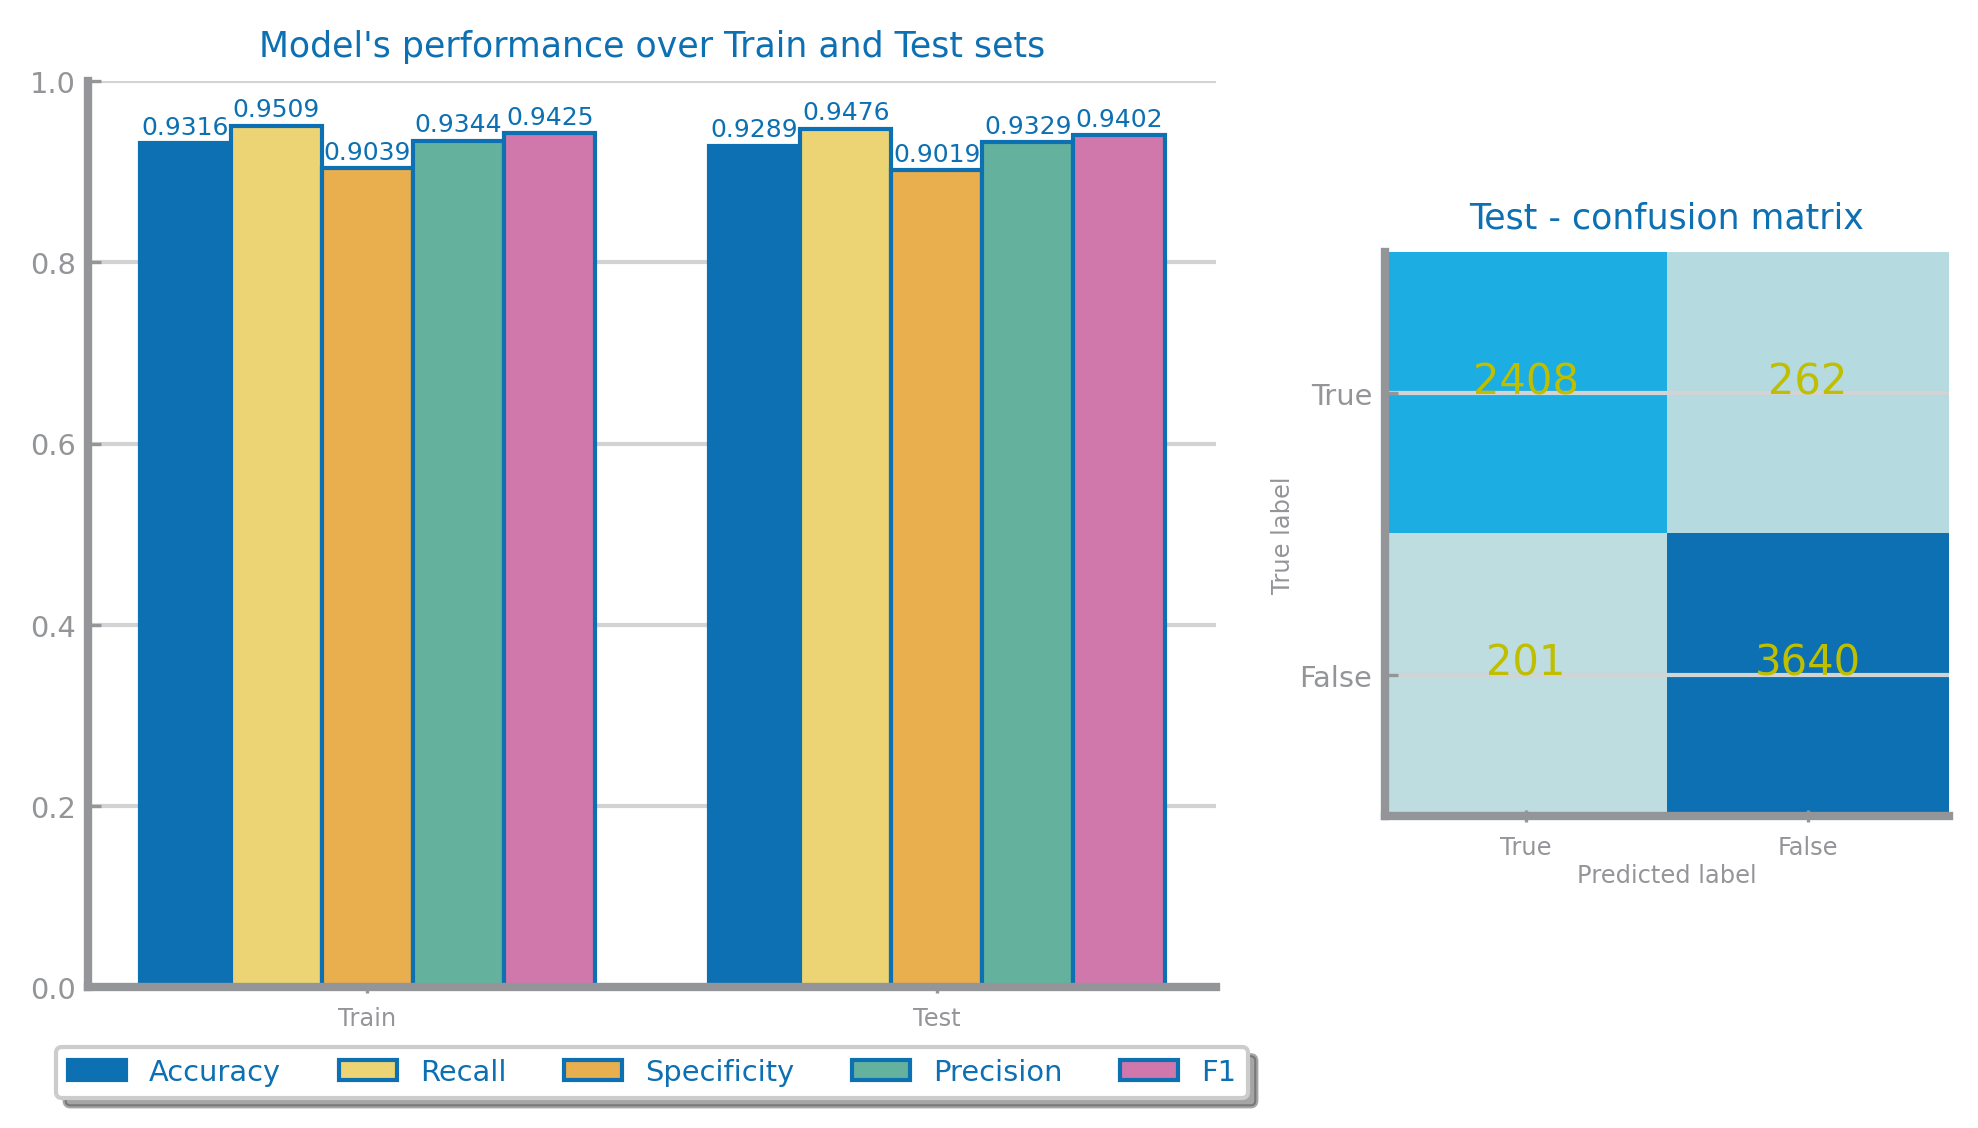 Model's performance over Train and Test sets
1.0
0.8
0.6
0.4
0.2
0.0
0.9316
0.9509
0.9039
0.9344
0.9425
0.9289
0.9476
0.9019
0.9329
0.9402
Train
Test
Accuracy
Recall
Specificity
Precision
F1
Test - confusion matrix
True label
True
False
2408
262
201
3640
True
False
Predicted label